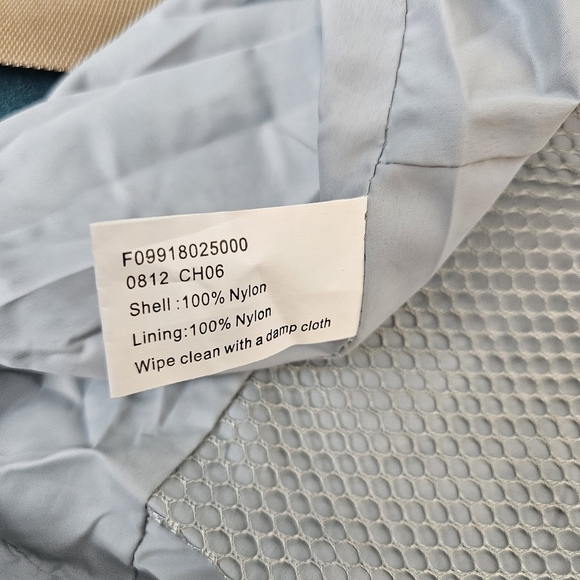 F09918025000
0812 CH06
Shell :100% Nylon
Lining:100% Nylon
Wipe clean with a damp cloth